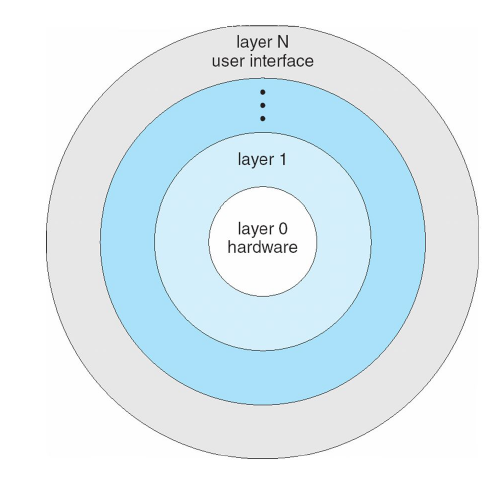 layer N
user interface
layer 1
layer 0
hardware